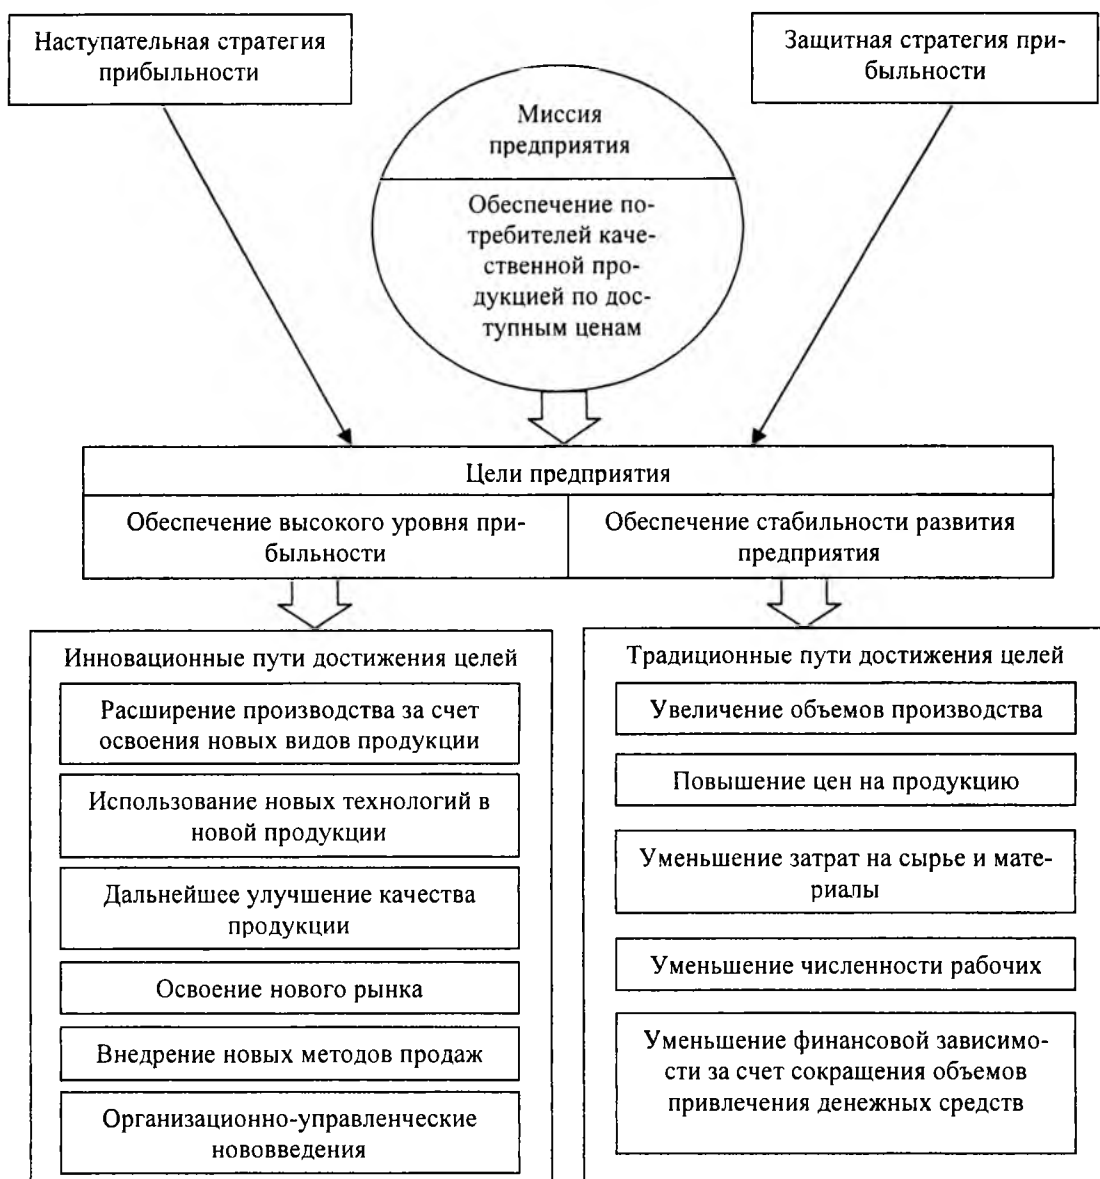 Наступательная стратегия
прибыльности
Защитная стратегия при-
быльности
Миссия
предприятия
Обеспечение по-
требителей каче-
ственной про-
дукцией по дос-
тупным ценам
Цели предприятия
Обеспечение высокого уровня при-
быльности
Обеспечение стабильности развития
предприятия
Инновационные пути достижения целей
Расширение производства за счет
освоения новых видов продукции
Использование новых технологий в
новой продукции
Дальнейшее улучшение качества
продукции
Освоение нового рынка
Внедрение новых методов продаж
Организационно-управленческие
нововведения
Традиционные пути достижения целей
Увеличение объемов производства
Повышение цен на продукцию
Уменьшение затрат на сырье и мате-
риалы
Уменьшение численности рабочих
Уменьшение финансовой зависимо-
сти за счет сокращения объемов
привлечения денежных средств